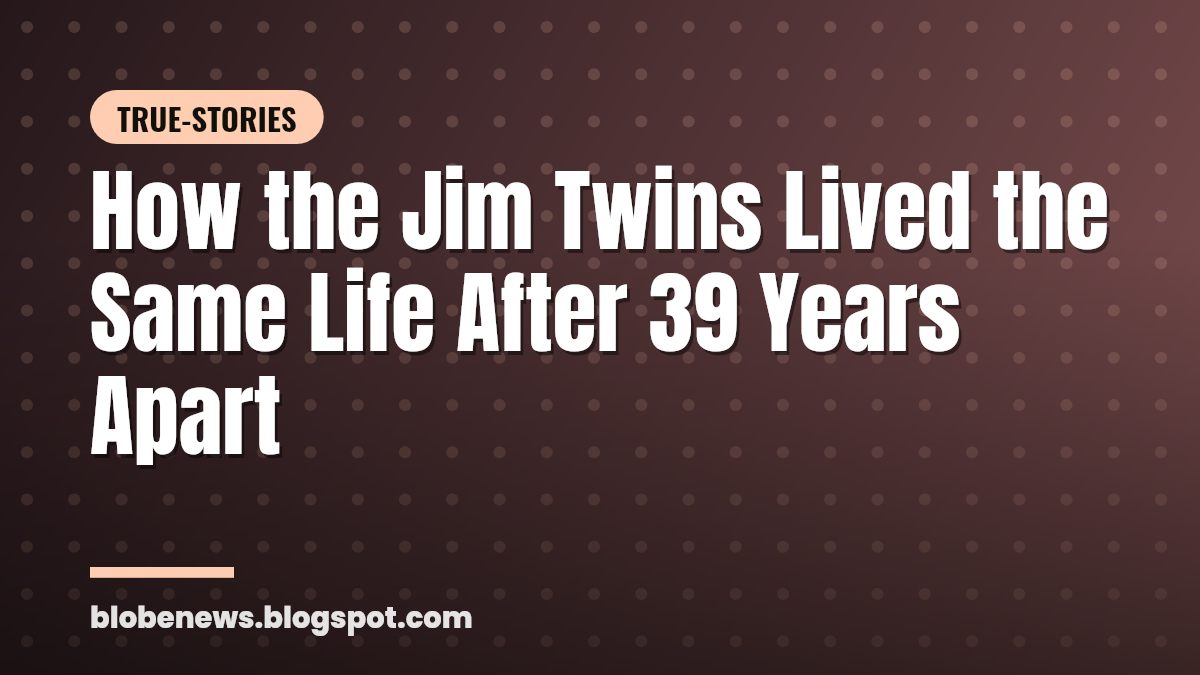 TRUE-STORIES
How the Jim Twins Lived the
Same Life After 39 Years
Apart
blobenews.blogspot.com